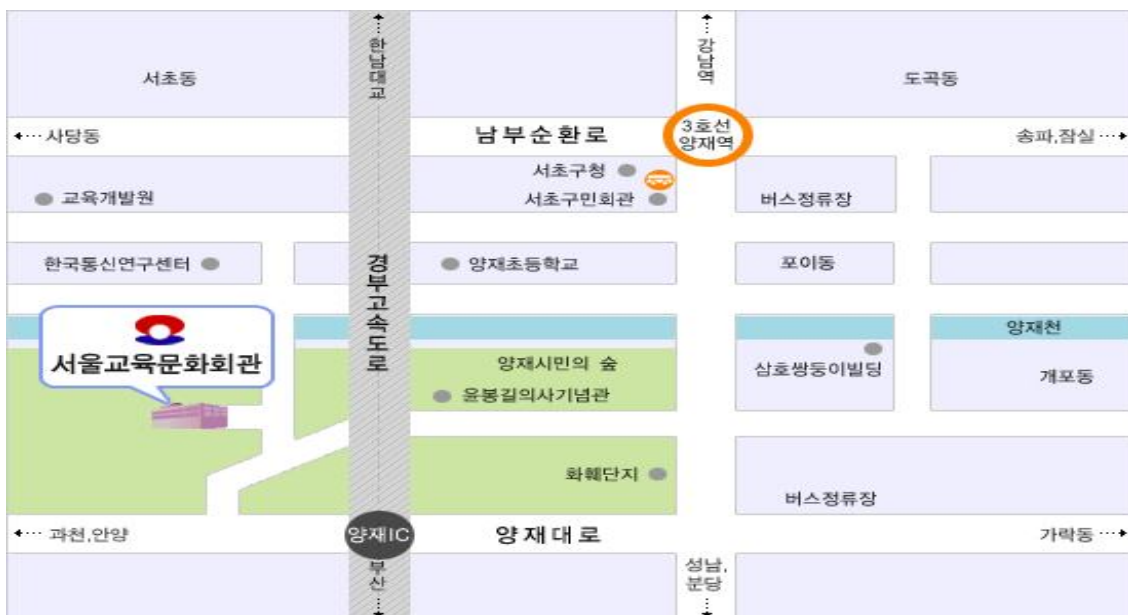 한남대교
강남역
서초동
도곡동
사당동
남부순환로
3호선
양재역
송파,잠실
서초구청
교육개발원
서초구민회관
버스정류장
한국통신연구센터
경부고속도로
양재초등학교
포이동
양재천
서울교육문화회관
양재시민의 숲
삼호쌍둥이빌딩
개포동
윤봉길의사기념관
화훼단지
버스정류장
과천,안양
양재IC
양재대로
가락동
부산
성남,
분당